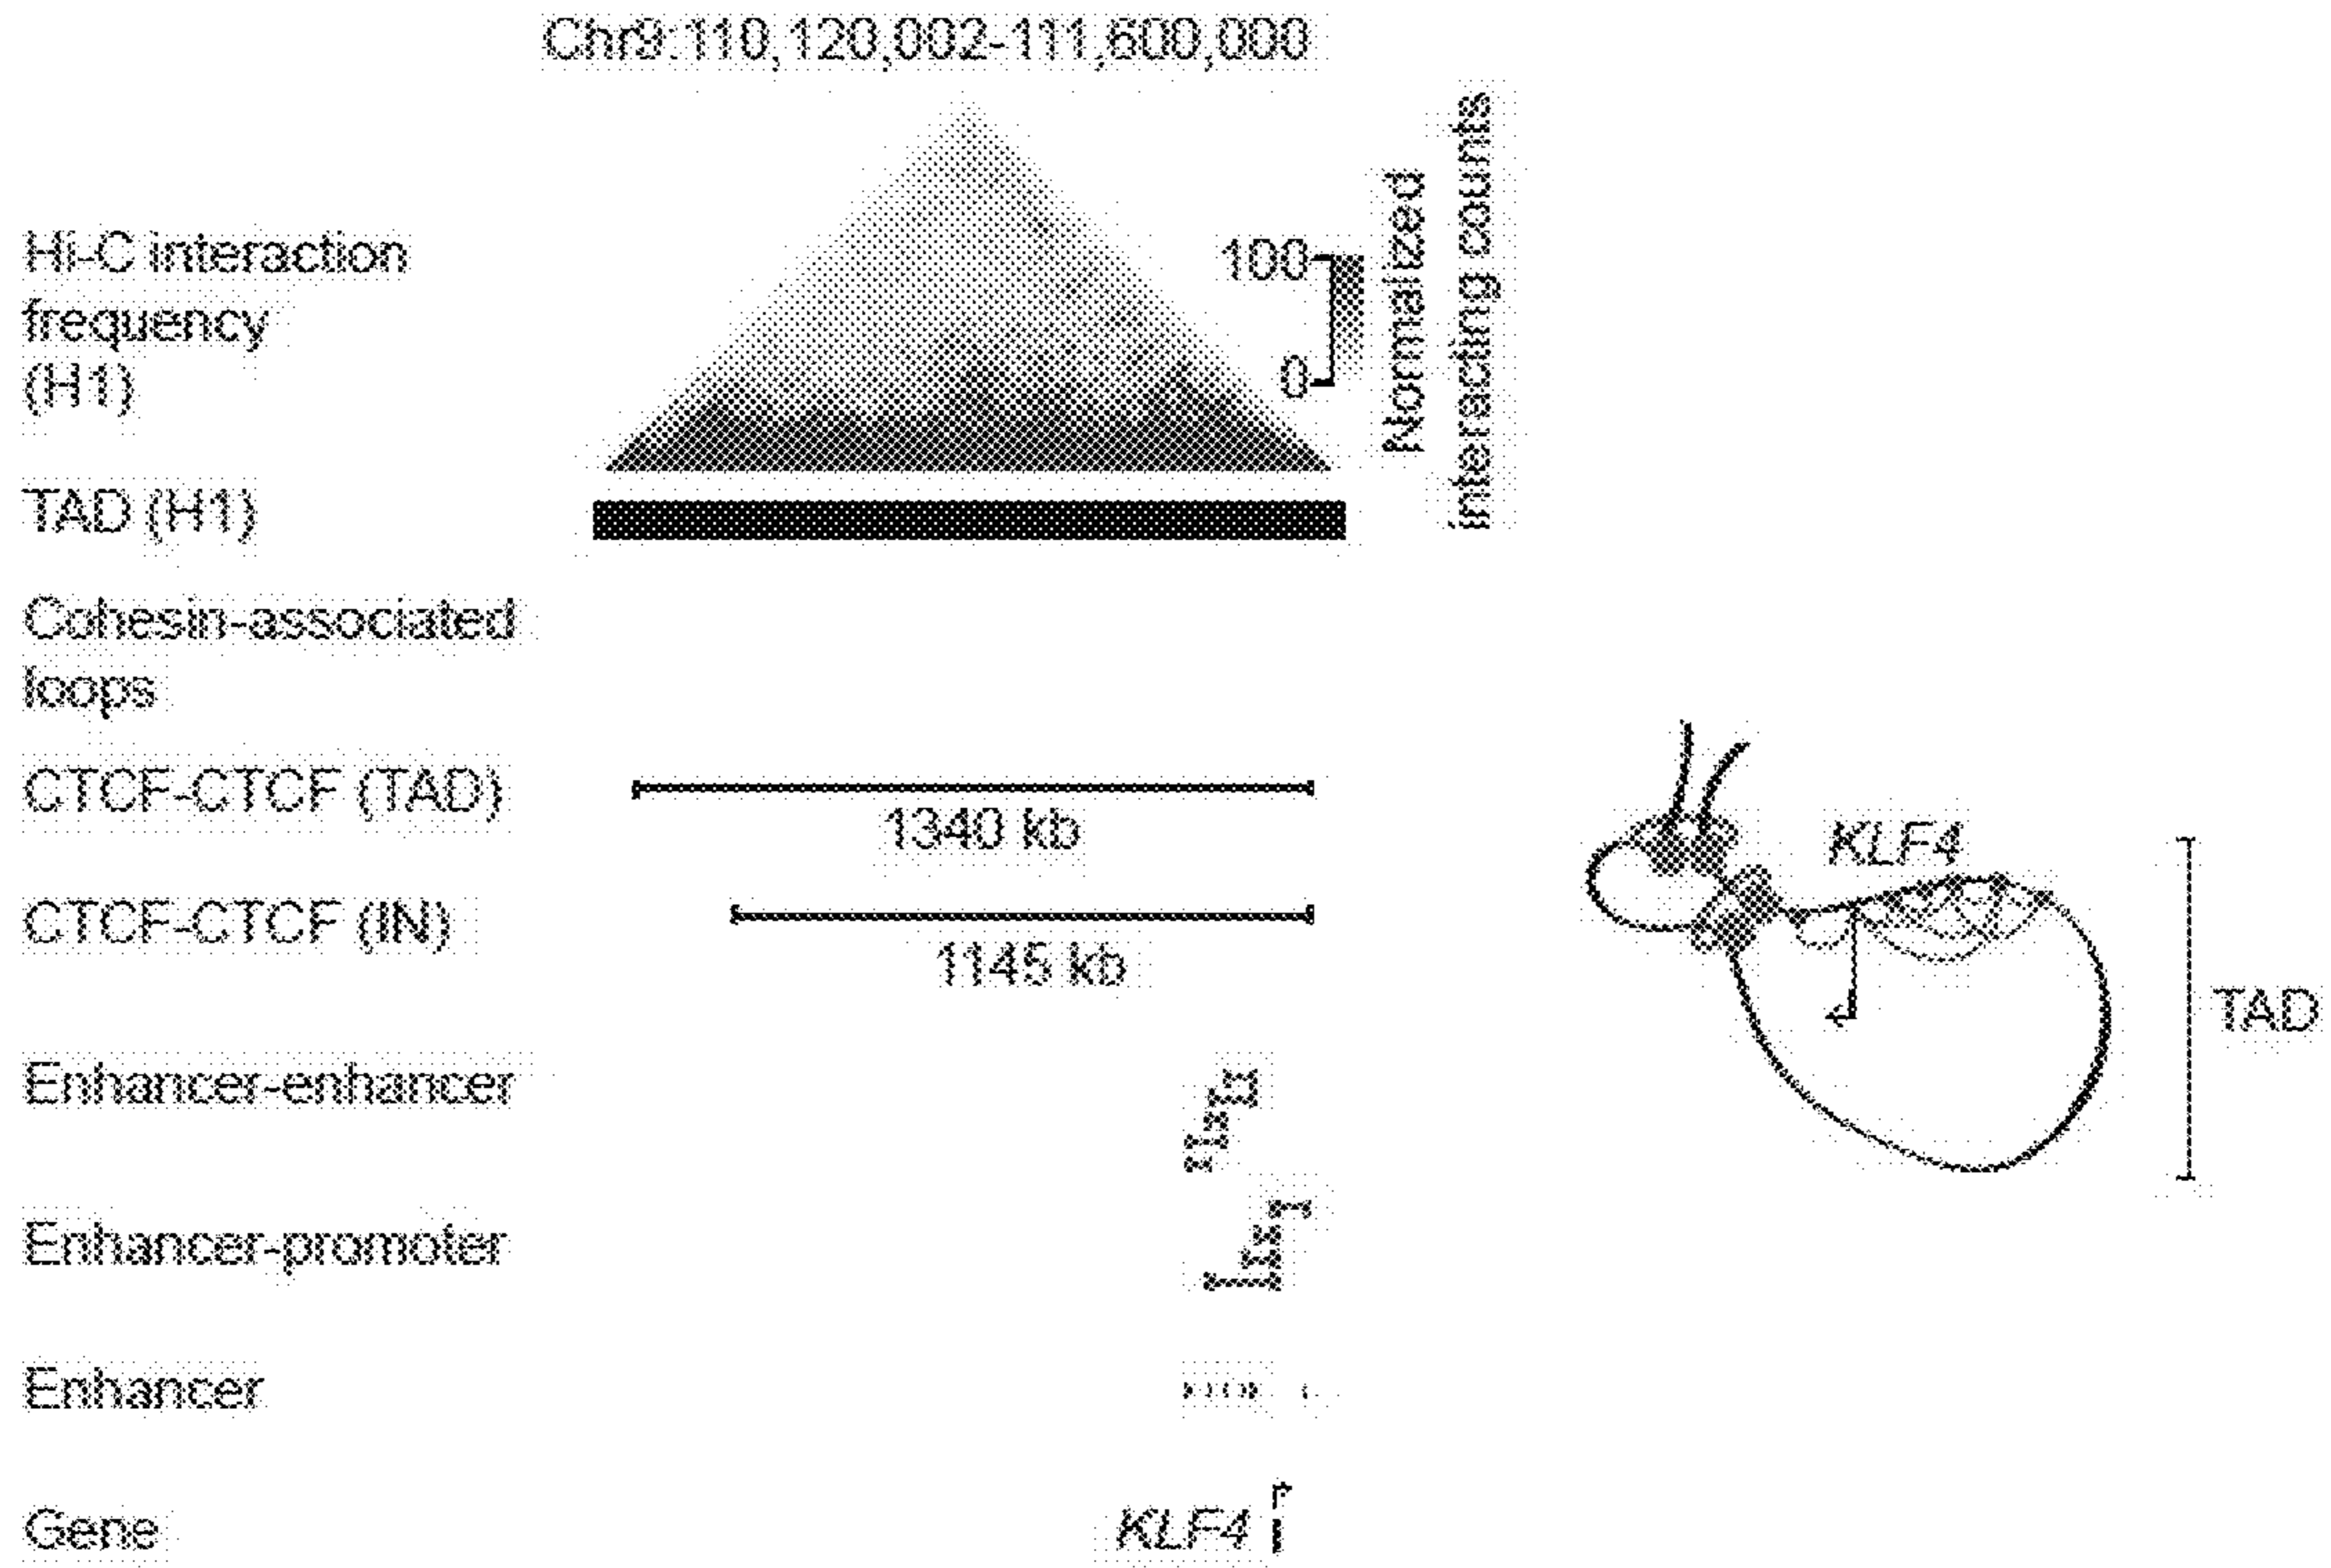 Chr9:110,120,002-111,600,000
Hi-C interaction
frequency
(H1)
100
0
Normalized
interacting counts
TAD (H1)
Cohesin-associated
loops
CTCF-CTCF (TAD)
1340 kb
CTCF-CTCF (IN)
1145 kb
KLF4
TAD
Enhancer-enhancer
Enhancer-promoter
Enhancer
Gene
KLF4